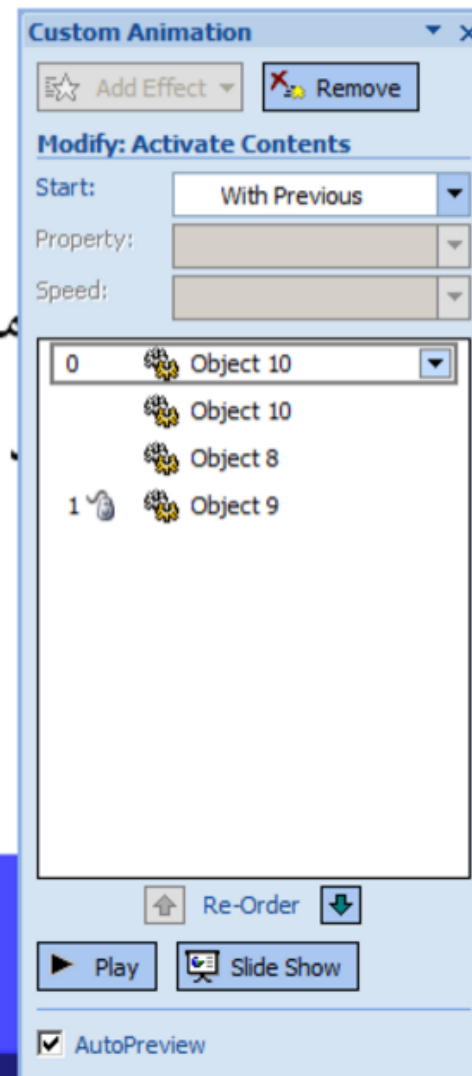 Custom Animation
Add Effect
Remove
Modify: Activate Contents
Start: With Previous
Property:
Speed:
0 Object 10
Object 10
Object 8
1 Object 9
Re-Order
Play Slide Show
AutoPreview